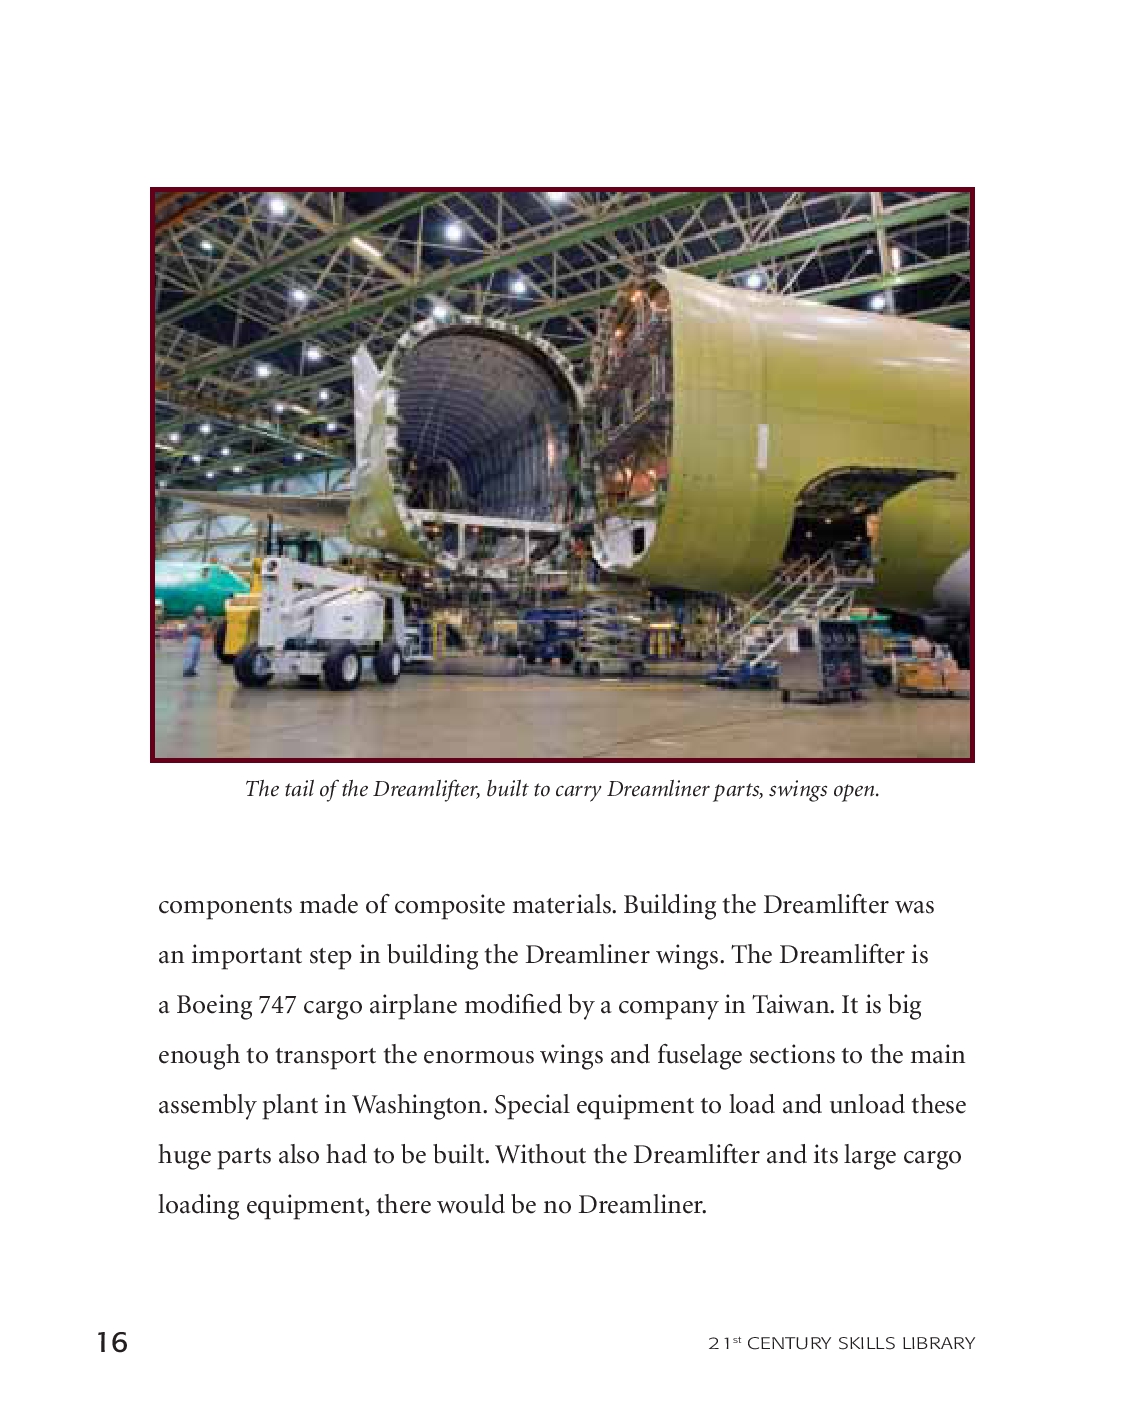 The tail of the Dreamlifter, built to carry Dreamliner parts, swings open.
components made of composite materials. Building the Dreamlifter was
an important step in building the Dreamliner wings. The Dreamlifter is
a Boeing 747 cargo airplane modified by a company in Taiwan. It is big
enough to transport the enormous wings and fuselage sections to the main
assembly plant in Washington. Special equipment to load and unload these
huge parts also had to be built. Without the Dreamlifter and its large cargo
loading equipment, there would be no Dreamliner.
16
21st CENTURY SKILLS LIBRARY